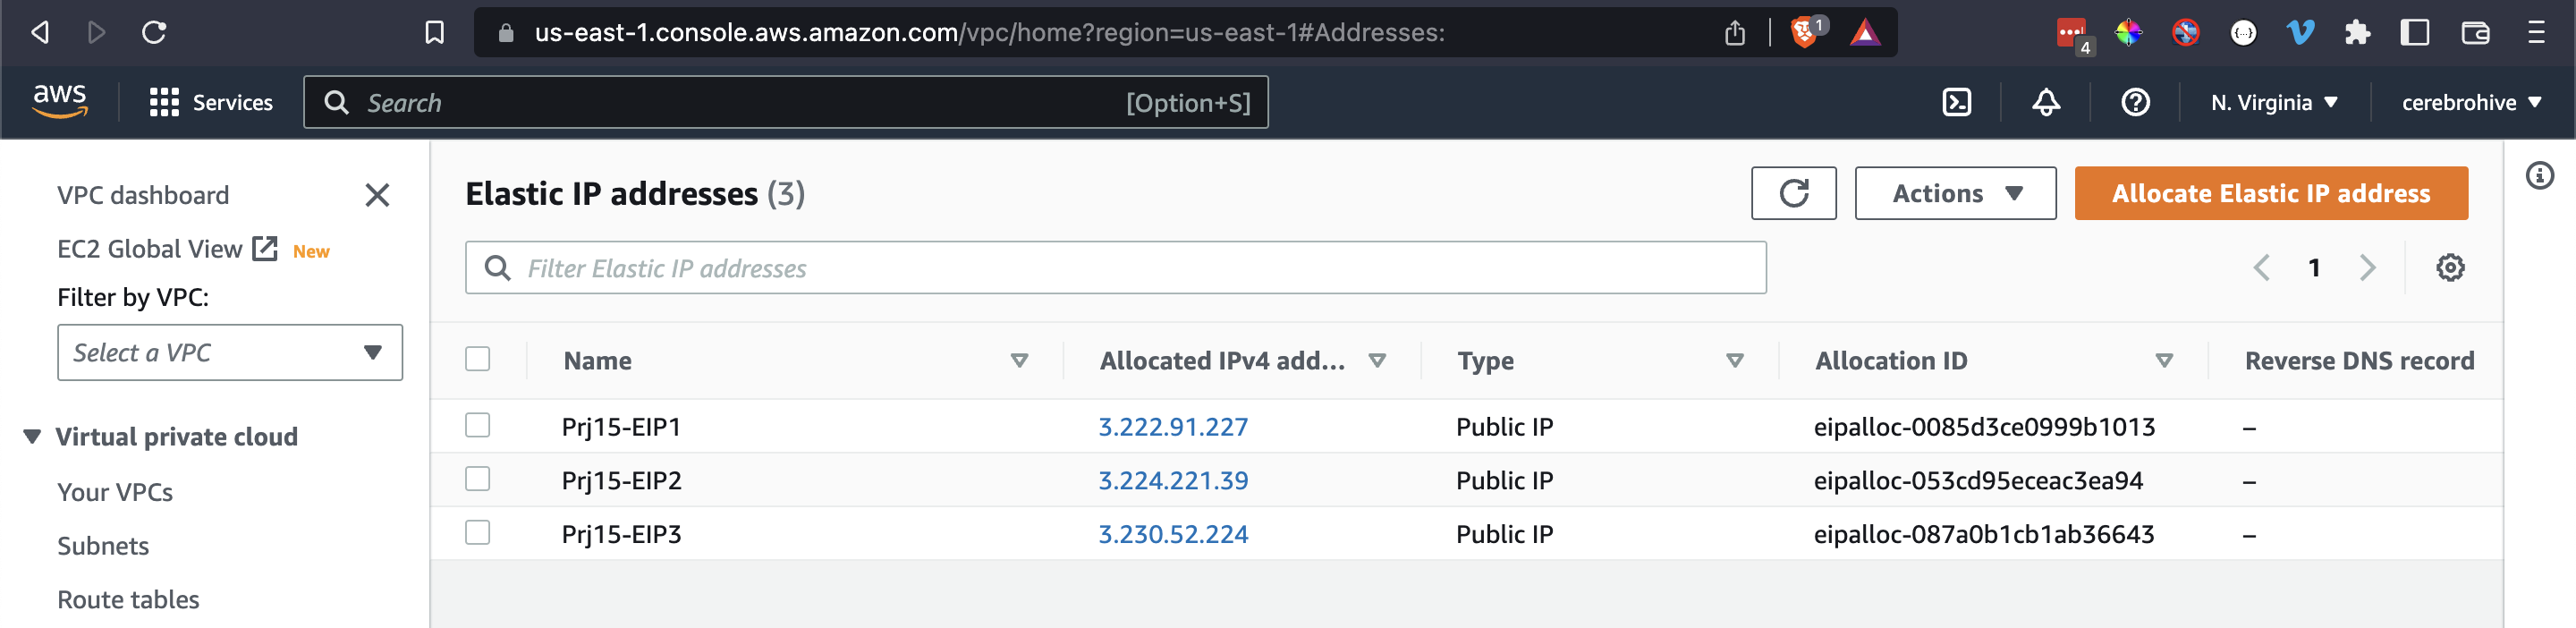 us-east-1.console.aws.amazon.com/vpc/home?region=us-east-1#Addresses:
1
4
aws
Services
Search
[Option+S]
N. Virginia
cerebrohive
VPC dashboard
EC2 Global View New
Filter by VPC:
Select a VPC
Virtual private cloud
Your VPCs
Subnets
Route tables
Elastic IP addresses (3)
Actions
Allocate Elastic IP address
Filter Elastic IP addresses
1
Name Allocated IPv4 add... Type Allocation ID Reverse DNS record
Prj15-EIP1 3.222.91.227 Public IP eipalloc-0085d3ce0999b1013 –
Prj15-EIP2 3.224.221.39 Public IP eipalloc-053cd95eceac3ea94 –
Prj15-EIP3 3.230.52.224 Public IP eipalloc-087a0b1cb1ab36643 –